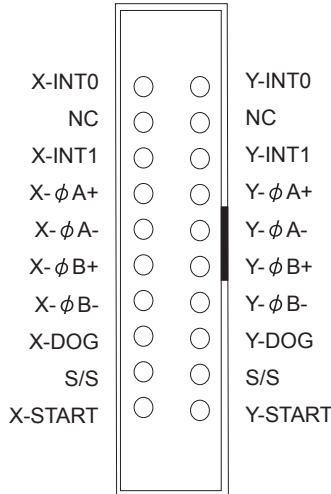 X-INT0 Y-INT0
NC NC
X-INT1 Y-INT1
X-ϕA+ Y-ϕA+
X-ϕA- Y-ϕA-
X-ϕB+ Y-ϕB+
X-ϕB- Y-ϕB-
X-DOG Y-DOG
S/S S/S
X-START Y-START